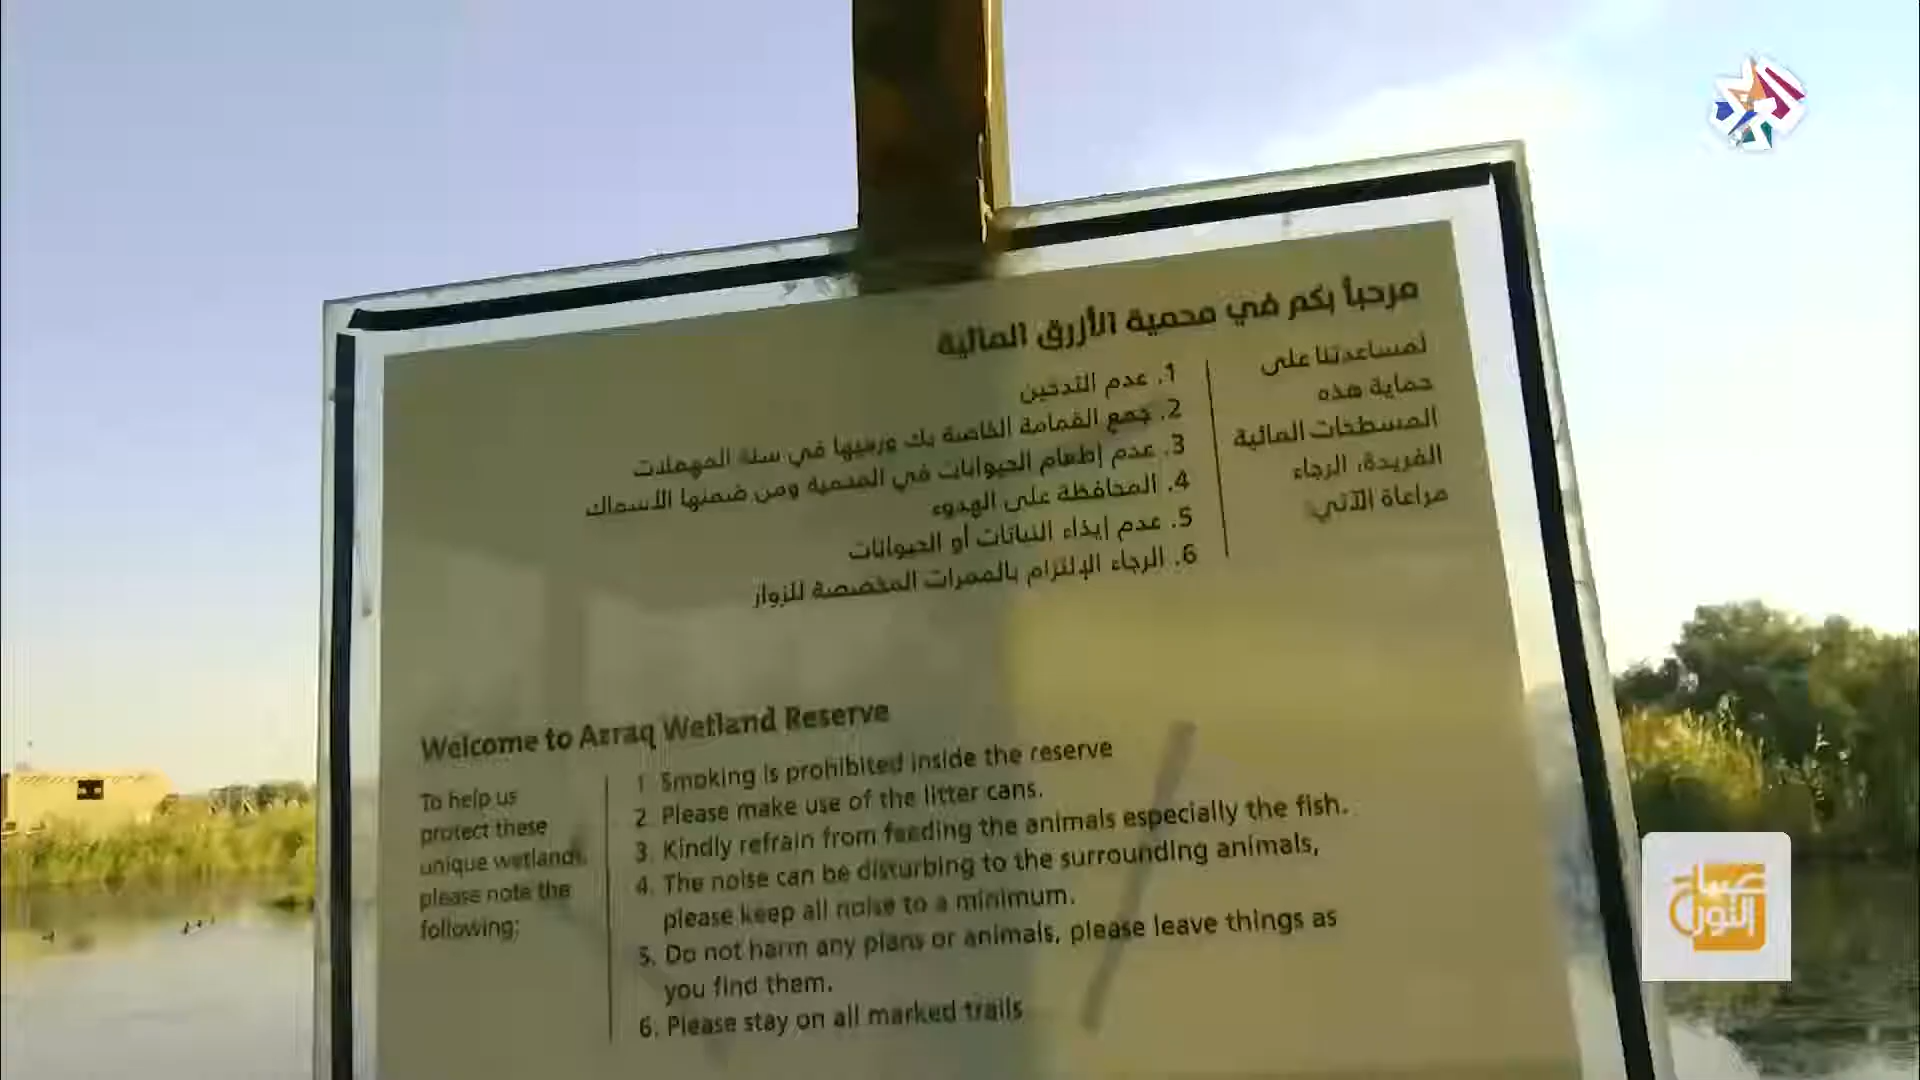 مرحباً بكم في محمية الأزرق المائية
لمساعدتنا على
حماية هذه
المسطحات المائية
الفريدة، الرجاء
مراعاة الآتي:
1. عدم التدخين
2. جمع القمامة الخاصة بك ورميها في سلة المهملات
3. عدم إطعام الحيوانات في المحمية ومن ضمنها الأسماك
4. المحافظة على الهدوء
5. عدم إيذاء النباتات أو الحيوانات
6. الرجاء الإلتزام بالممرات المخصصة للزوار
Welcome to Azraq Wetland Reserve
To help us
protect these
unique wetlands,
please note the
following:
1. Smoking is prohibited inside the reserve
2. Please make use of the litter cans.
3. Kindly refrain from feeding the animals especially the fish.
4. The noise can be disturbing to the surrounding animals,
please keep all noise to a minimum.
5. Do not harm any plans or animals, please leave things as
you find them.
6. Please stay on all marked trails
صباح
النور